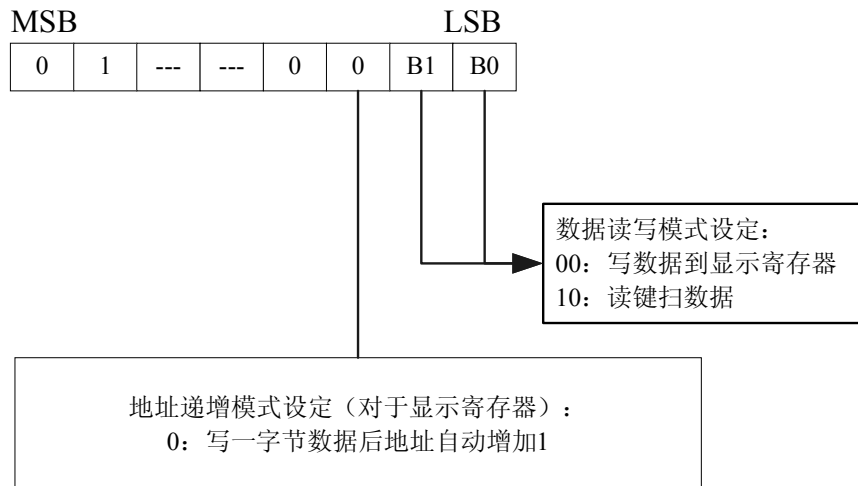 MSB LSB
0 1 --- --- 0 0 B1 B0
数据读写模式设定：
00：写数据到显示寄存器
10：读键扫数据
地址递增模式设定（对于显示寄存器）：
0：写一字节数据后地址自动增加1